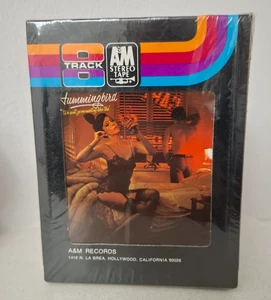 8
TRACK
A&M
STEREO
TAPE
Hummingbird
A&M RECORDS
1416 N. LA BREA, HOLLYWOOD, CALIFORNIA 90028